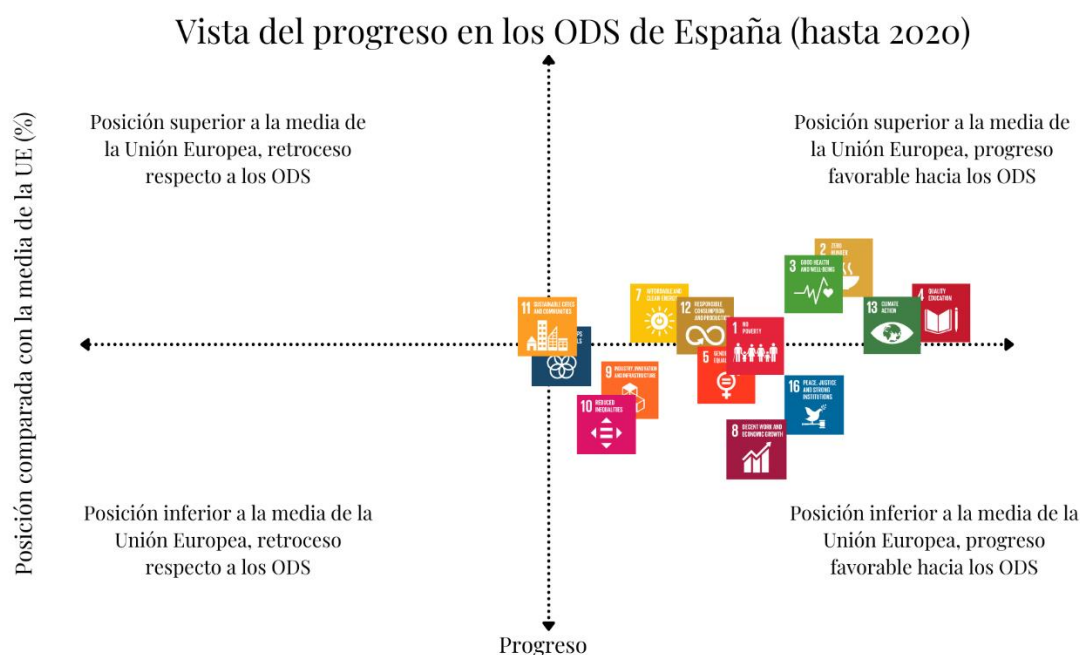 Vista del progreso en los ODS de España (hasta 2020)
Posición comparada con la media de la UE (%)
Posición superior a la media de
la Unión Europea, retroceso
respecto a los ODS
Posición superior a la media de
la Unión Europea, progreso
favorable hacia los ODS
2 ZERO
HUNGER
3 GOOD HEALTH
AND WELL-BEING
7 AFFORDABLE AND
CLEAN ENERGY
11 SUSTAINABLE CITIES
AND COMMUNITIES
12 RESPONSIBLE
CONSUMPTION
AND PRODUCTION
13 CLIMATE
ACTION
4 QUALITY
EDUCATION
1 NO
POVERTY
5
9 INDUSTRY, INNOVATION
AND INFRASTRUCTURE
10 REDUCED
INEQUALITIES
16 PEACE, JUSTICE
AND STRONG
INSTITUTIONS
8 DECENT WORK AND
ECONOMIC GROWTH
Posición inferior a la media de la
Unión Europea, retroceso
respecto a los ODS
Posición inferior a la media de la
Unión Europea, progreso
favorable hacia los ODS
Progreso